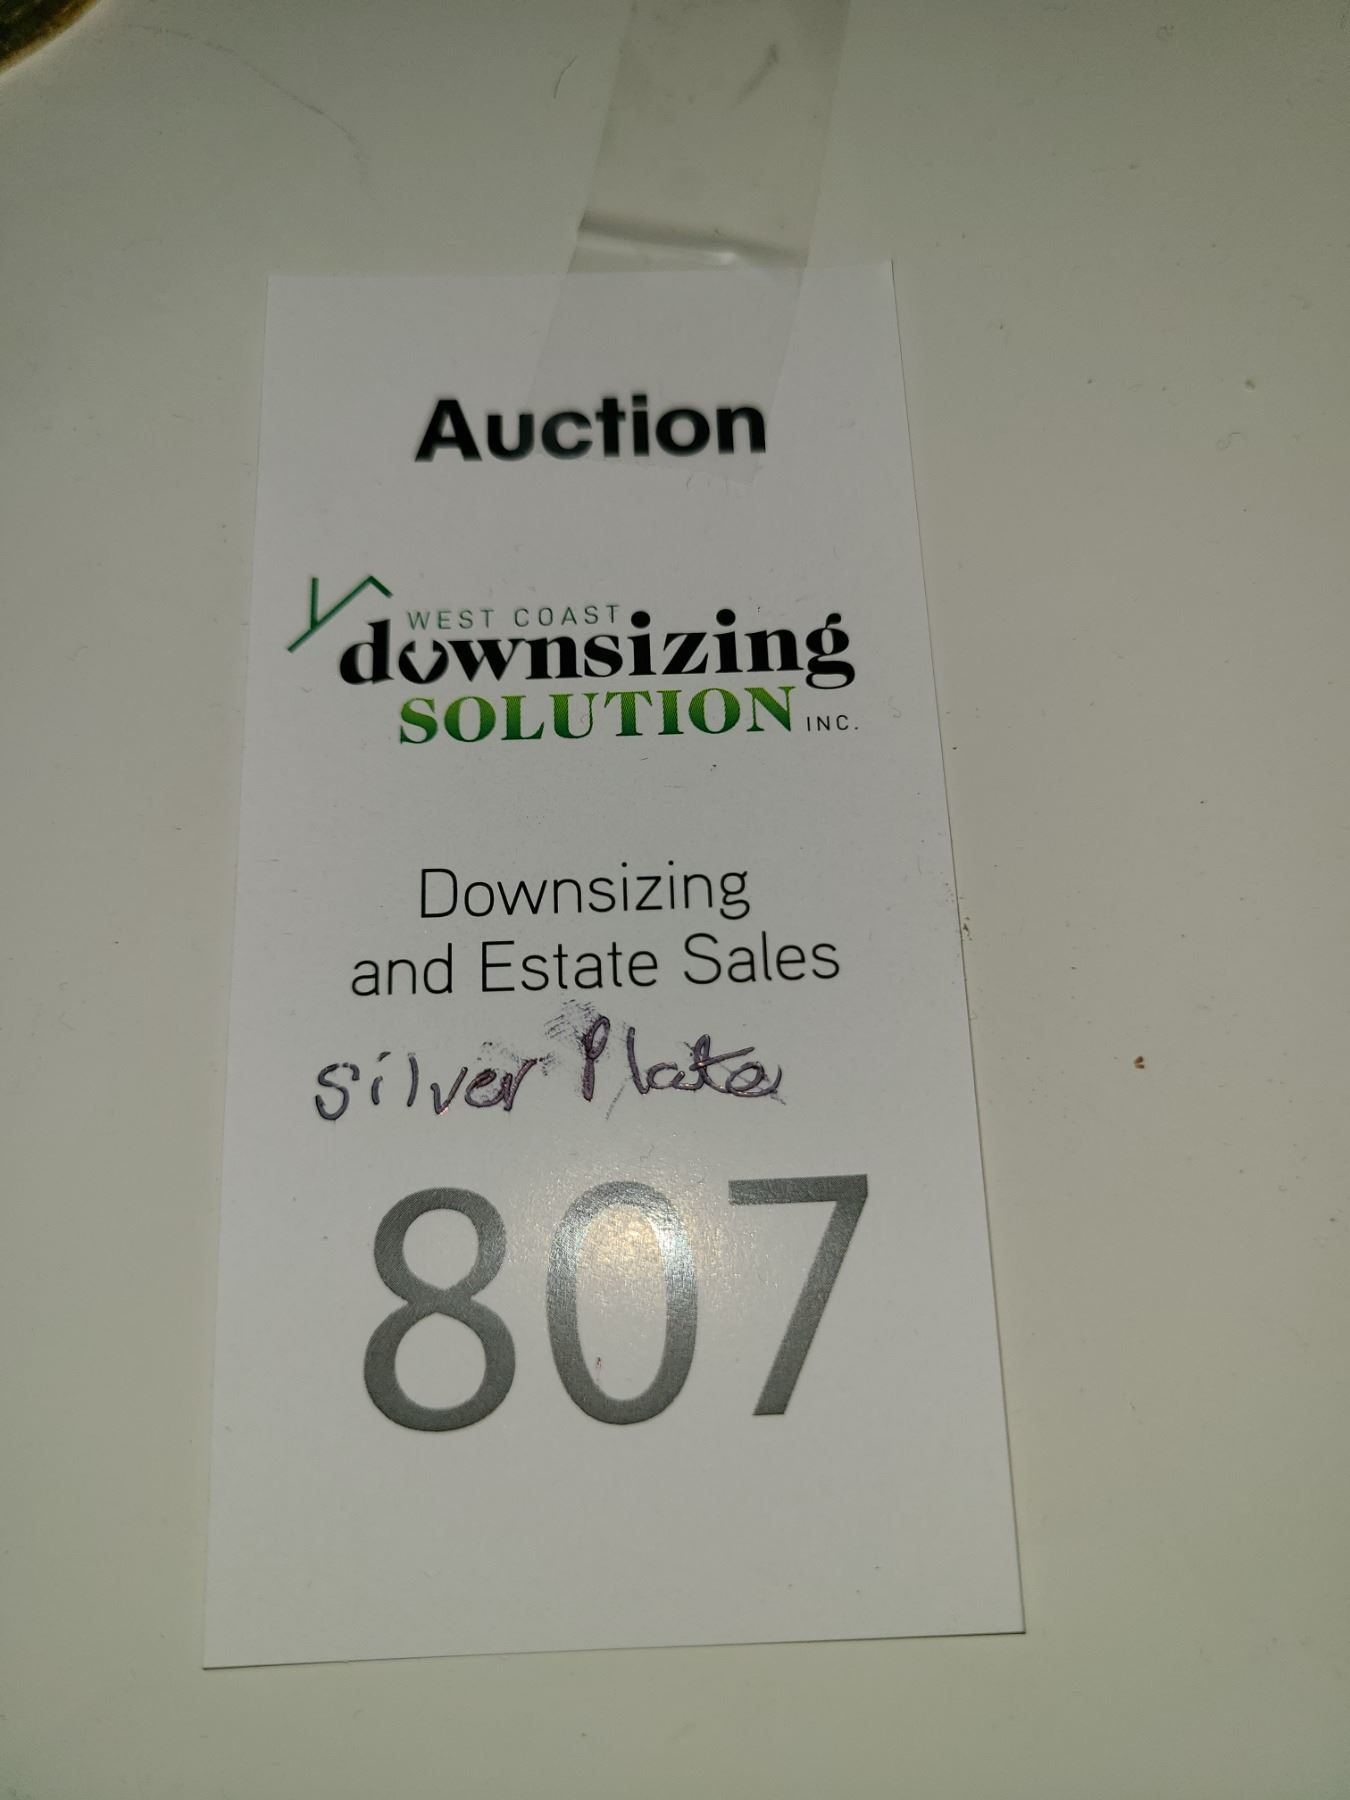 Auction
WEST COAST
downsizing
SOLUTION INC.
Downsizing
and Estate Sales
Silver Plate
807